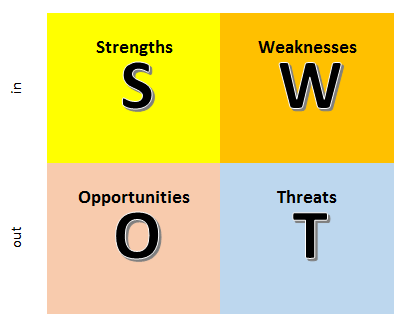 Strengths
S
Weaknesses
W
in
Opportunities
O
Threats
T
out